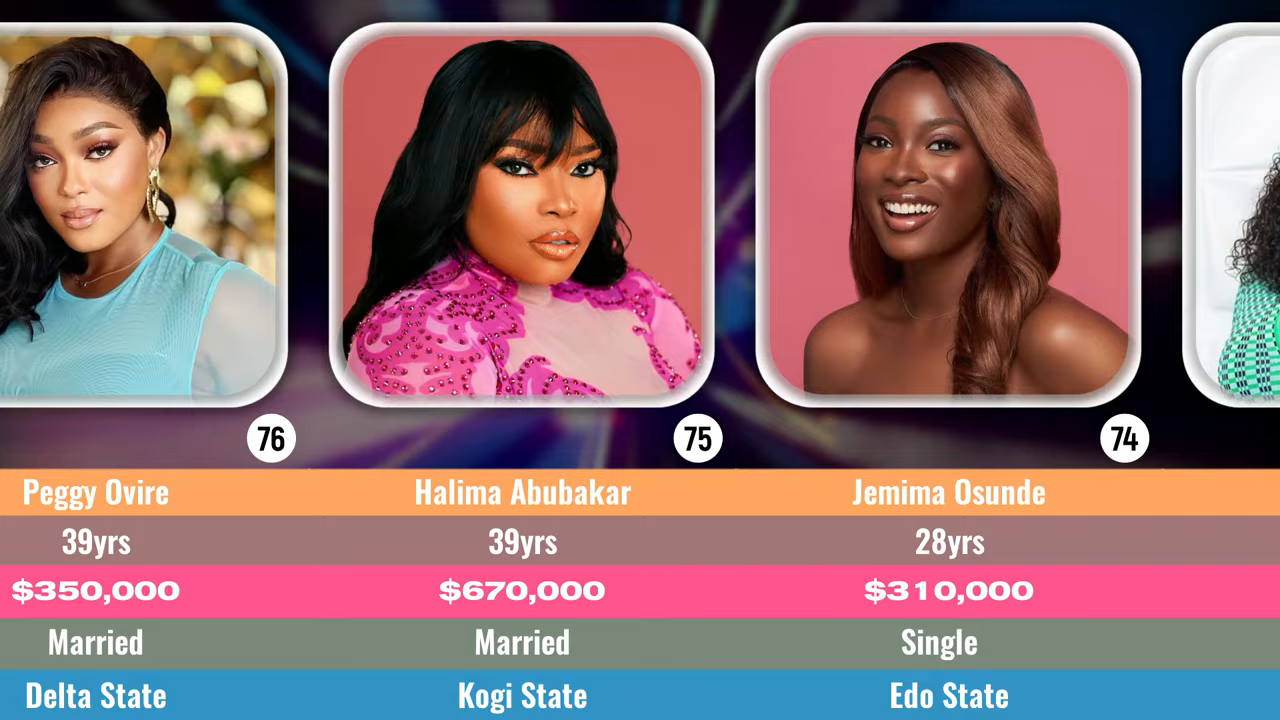 76
75
74
Peggy Ovire
Halima Abubakar
Jemima Osunde
39yrs
39yrs
28yrs
$350,000
$670,000
$310,000
Married
Married
Single
Delta State
Kogi State
Edo State